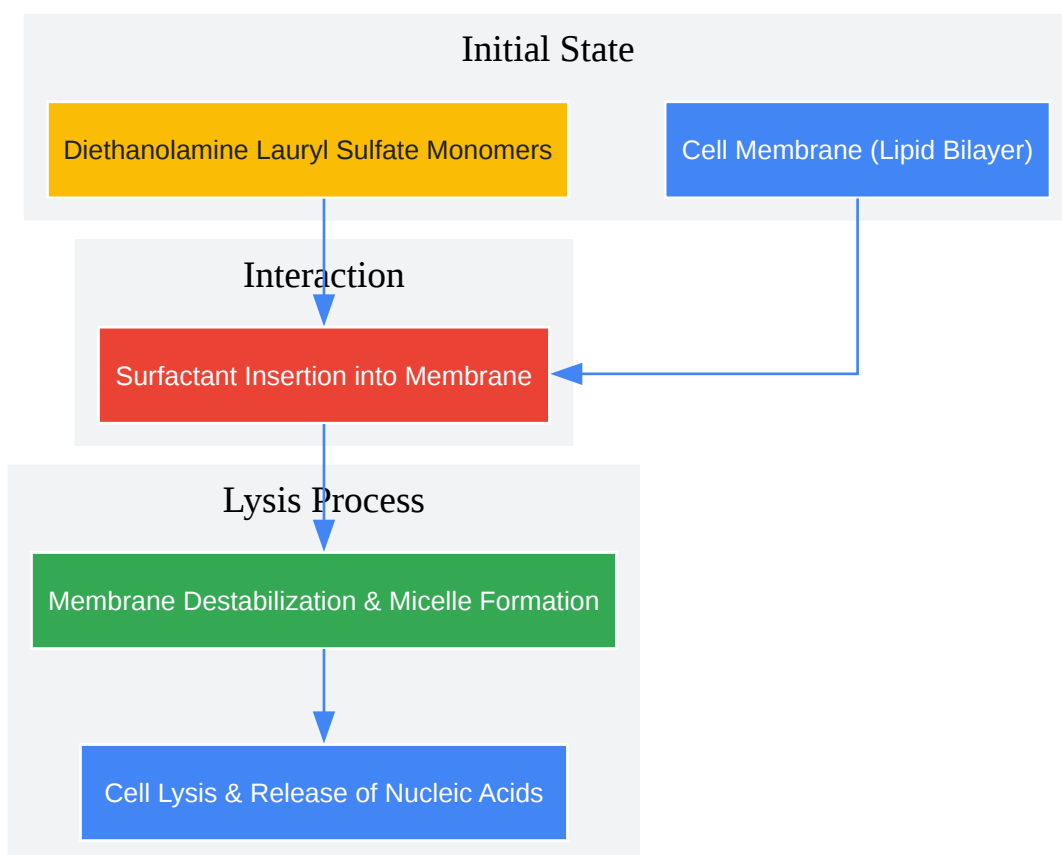 Initial State
Diethanolamine Lauryl Sulfate Monomers
Cell Membrane (Lipid Bilayer)
Interaction
Surfactant Insertion into Membrane
Lysis Process
Membrane Destabilization & Micelle Formation
Cell Lysis & Release of Nucleic Acids